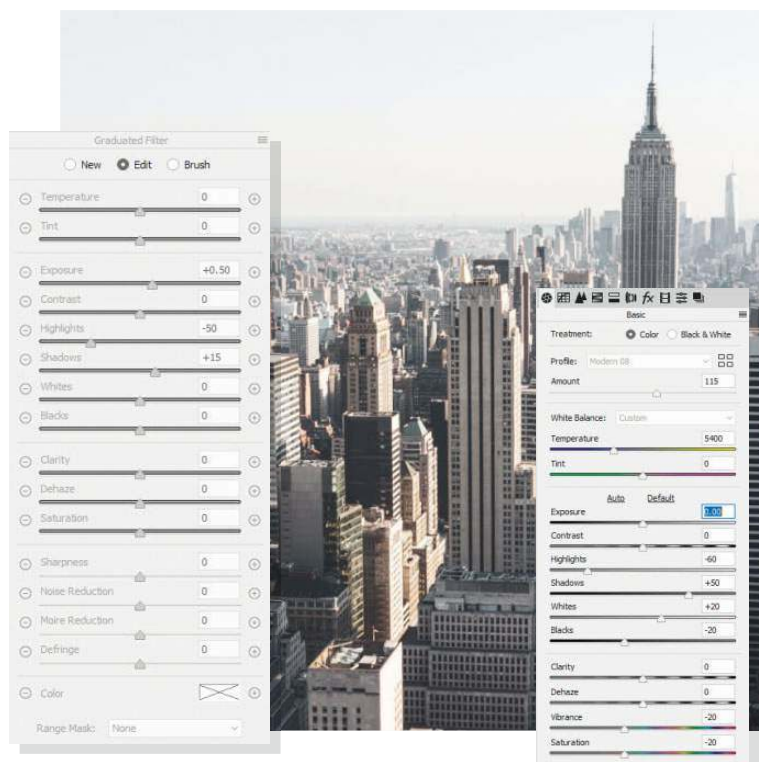 Graduated Filter
New Edit Brush
Temperature 0
Tint 0
Exposure +0.50
Contrast 0
Highlights -50
Shadows +15
Whites 0
Blacks 0
Clarity 0
Dehaze 0
Saturation 0
Sharpness 0
Noise Reduction 0
Moire Reduction 0
Defringe 0
Color
Range Mask: None
fx
Basic
Treatment: Color Black & White
Profile: Modern 08
Amount 115
White Balance: Custom
Temperature 5400
Tint 0
Auto Default
Exposure
Contrast 0
Highlights -60
Shadows +50
Whites +20
Blacks -20
Clarity 0
Dehaze 0
Vibrance -20
Saturation -20